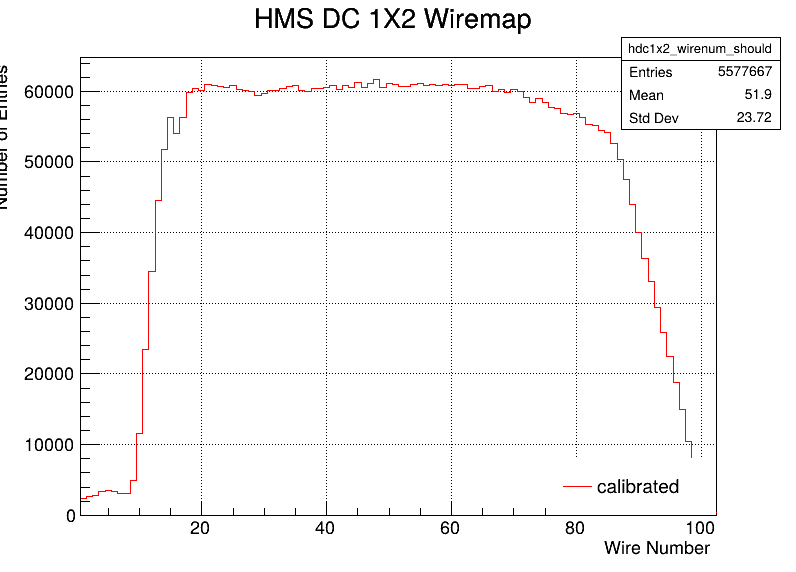 HMS DC 1X2 Wiremap
hdc1x2_wirenum_should
Entries 5577667
Mean 51.9
Std Dev 23.72
Number of Entries
60000
50000
40000
30000
20000
10000
0
20 40 60 80 100
calibrated
Wire Number